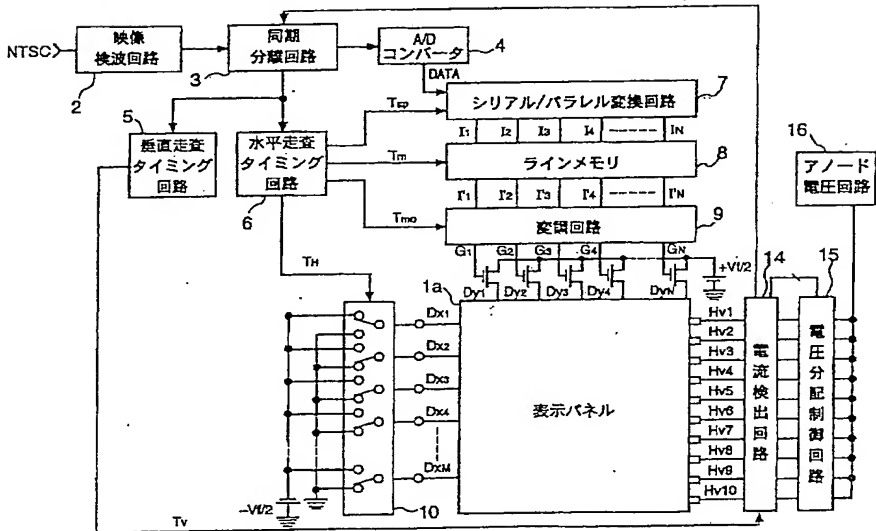 NTSC
映像
検波回路
2
同期
分離回路
3
A/D
コンバータ
4
DATA
シリアル/パラレル変換回路
7
5
垂直走査
タイミング
回路
水平走査
タイミング
回路
6
Tsp
Tm
Tmo
I1 I2 I3 I4 IN
ラインメモリ
8
I'1 I'2 I'3 I'4 I'N
変調回路
9
16
アノード
電圧回路
G1 G2 G3 G4 GN
+Vf/2
TH
1a
Dy1 Dy2 Dy3 Dy4 DyN
14
15
Dx1
Dx2
Dx3
Dx4
DxM
表示パネル
Hv1
Hv2
Hv3
Hv4
Hv5
Hv6
Hv7
Hv8
Hv9
Hv10
電流検出回路
電圧分配制御回路
-Vf/2
10
Tv